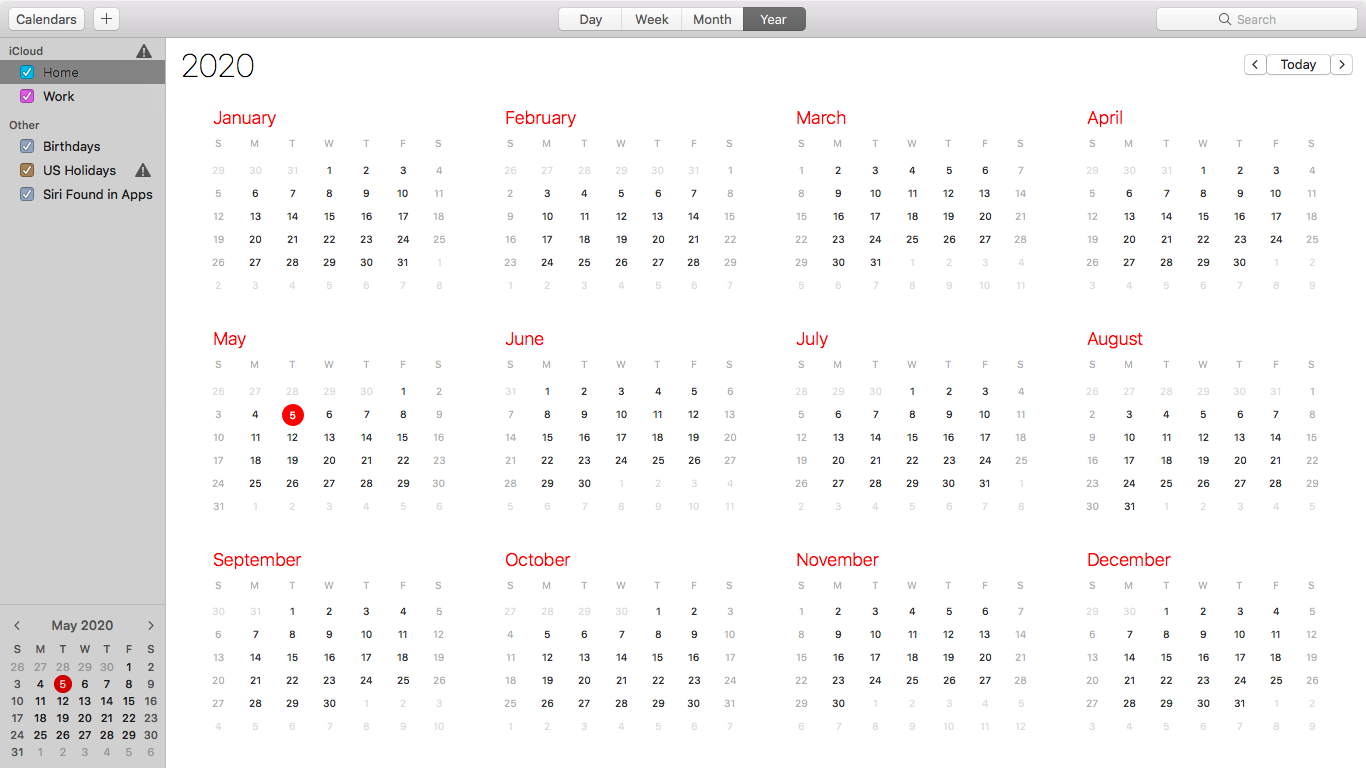 Calendars + Day Week Month Year Search
iCloud
Home
Work
Other
Birthdays
US Holidays
Siri Found in Apps
2020
Today
January February March April
S M T W T F S S M T W T F S S M T W T F S S M T W T F S
29 30 31 1 2 3 4 26 27 28 29 30 31 1 1 2 3 4 5 6 7 29 30 31 1 2 3 4
5 6 7 8 9 10 11 2 3 4 5 6 7 8 8 9 10 11 12 13 14 5 6 7 8 9 10 11
12 13 14 15 16 17 18 9 10 11 12 13 14 15 15 16 17 18 19 20 21 12 13 14 15 16 17 18
19 20 21 22 23 24 25 16 17 18 19 20 21 22 22 23 24 25 26 27 28 19 20 21 22 23 24 25
26 27 28 29 30 31 1 23 24 25 26 27 28 29 29 30 31 1 2 3 4 26 27 28 29 30 1 2
2 3 4 5 6 7 8 1 2 3 4 5 6 7 5 6 7 8 9 10 11 3 4 5 6 7 8 9
May June July August
S M T W T F S S M T W T F S S M T W T F S S M T W T F S
26 27 28 29 30 1 2 31 1 2 3 4 5 6 28 29 30 1 2 3 4 26 27 28 29 30 31 1
3 4 5 6 7 8 9 7 8 9 10 11 12 13 5 6 7 8 9 10 11 2 3 4 5 6 7 8
10 11 12 13 14 15 16 14 15 16 17 18 19 20 12 13 14 15 16 17 18 9 10 11 12 13 14 15
17 18 19 20 21 22 23 21 22 23 24 25 26 27 19 20 21 22 23 24 25 16 17 18 19 20 21 22
24 25 26 27 28 29 30 28 29 30 1 2 3 4 26 27 28 29 30 31 1 23 24 25 26 27 28 29
31 1 2 3 4 5 6 5 6 7 8 9 10 11 2 3 4 5 6 7 8 30 31 1 2 3 4 5
September October November December
S M T W T F S S M T W T F S S M T W T F S S M T W T F S
30 31 1 2 3 4 5 27 28 29 30 1 2 3 1 2 3 4 5 6 7 29 30 1 2 3 4 5
6 7 8 9 10 11 12 4 5 6 7 8 9 10 8 9 10 11 12 13 14 6 7 8 9 10 11 12
13 14 15 16 17 18 19 11 12 13 14 15 16 17 15 16 17 18 19 20 21 13 14 15 16 17 18 19
20 21 22 23 24 25 26 18 19 20 21 22 23 24 22 23 24 25 26 27 28 20 21 22 23 24 25 26
27 28 29 30 1 2 3 25 26 27 28 29 30 31 29 30 1 2 3 4 5 27 28 29 30 31 1 2
4 5 6 7 8 9 10 1 2 3 4 5 6 7 6 7 8 9 10 11 12 3 4 5 6 7 8 9
May 2020
S M T W T F S
26 27 28 29 30 1 2
3 4 5 6 7 8 9
10 11 12 13 14 15 16
17 18 19 20 21 22 23
24 25 26 27 28 29 30
31 1 2 3 4 5 6